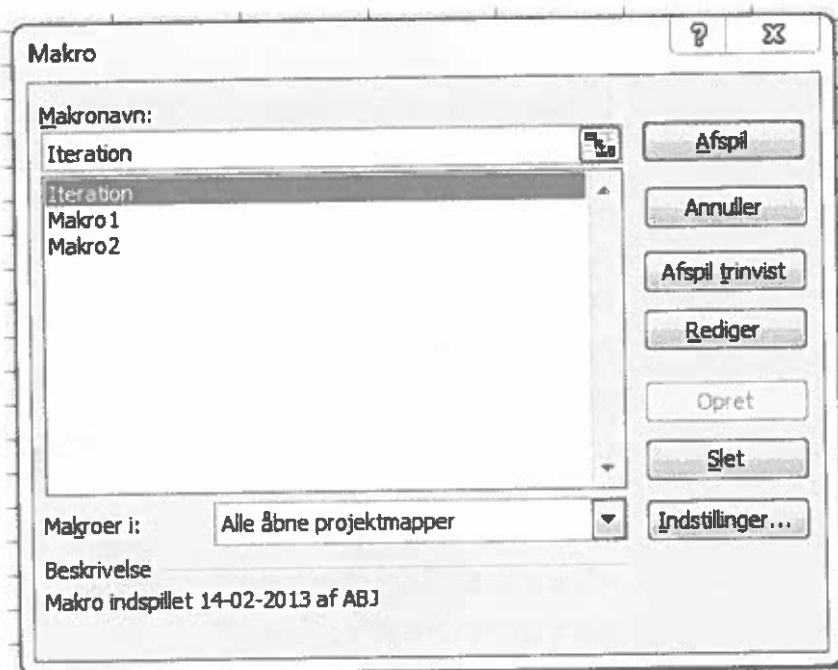 Makro
Makronavn:
Iteration
Iteration
Makro1
Makro2
Afspil
Annuller
Afspil trinvist
Rediger
Opret
Slet
Makroer i:
Alle åbne projektmapper
Indstillinger...
Beskrivelse
Makro indspillet 14-02-2013 af ABJ